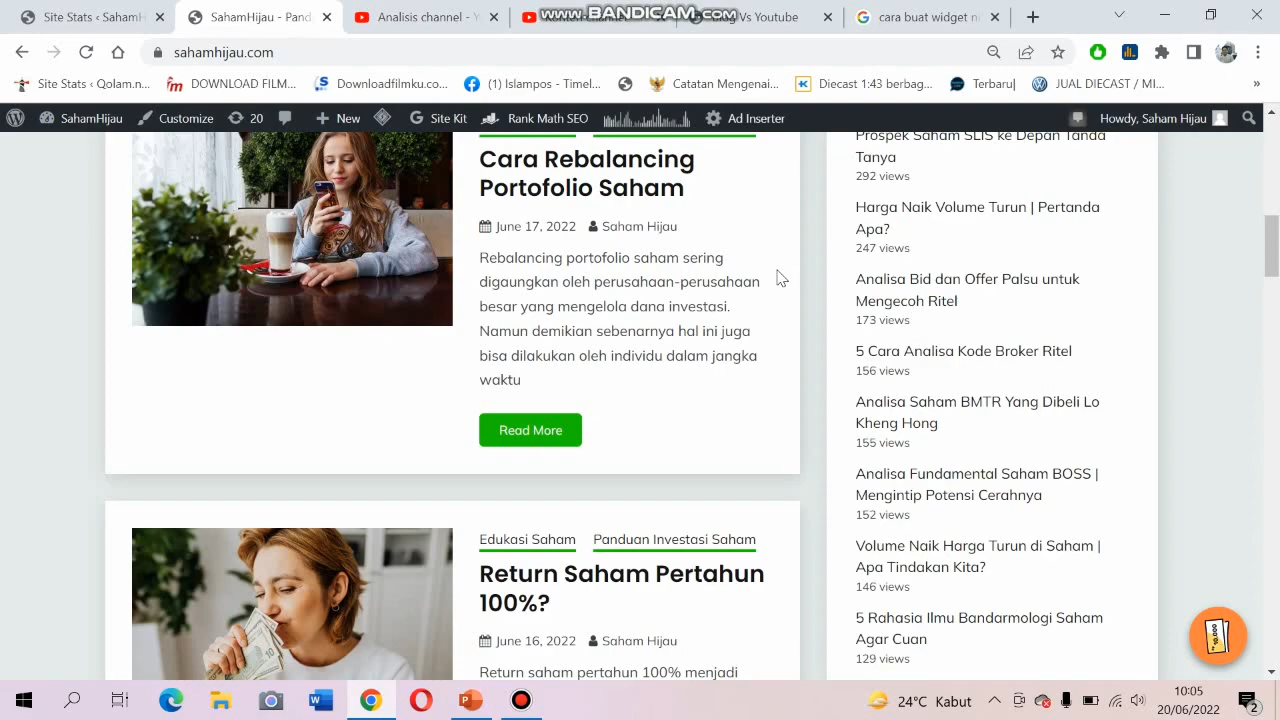 SahamHijau
SahamHijau - Pand
Analisis channel - Y
www.BANDICAM.com
Vs Youtube
cara buat widget n
sahamhijau.com
Site Stats ‹ Qolam.n...
DOWNLOAD FILM...
Downloadfilmku.co...
(1) Islampos - Timel...
Catatan Mengenai...
Diecast 1:43 berbag...
Terbaru|
JUAL DIECAST / MI...
SahamHijau
Customize
20
New
Site Kit
Rank Math SEO
Ad Inserter
Howdy, Saham Hijau
Cara Rebalancing
Portofolio Saham
June 17, 2022 Saham Hijau
Rebalancing portofolio saham sering
digaungkan oleh perusahaan-perusahaan
besar yang mengelola dana investasi.
Namun demikian sebenarnya hal ini juga
bisa dilakukan oleh individu dalam jangka
waktu
Read More
Edukasi Saham Panduan Investasi Saham
Return Saham Pertahun
100%?
June 16, 2022 Saham Hijau
Return saham pertahun 100% menjadi
Prospek Saham SLIS ke Depan Tanda
Tanya
292 views
Harga Naik Volume Turun | Pertanda
Apa?
247 views
Analisa Bid dan Offer Palsu untuk
Mengecoh Ritel
173 views
5 Cara Analisa Kode Broker Ritel
156 views
Analisa Saham BMTR Yang Dibeli Lo
Kheng Hong
155 views
Analisa Fundamental Saham BOSS |
Mengintip Potensi Cerahnya
152 views
Volume Naik Harga Turun di Saham |
Apa Tindakan Kita?
146 views
5 Rahasia Ilmu Bandarmologi Saham
Agar Cuan
129 views
Rp 10.000
24°C Kabut
10:05
20/06/2022
2